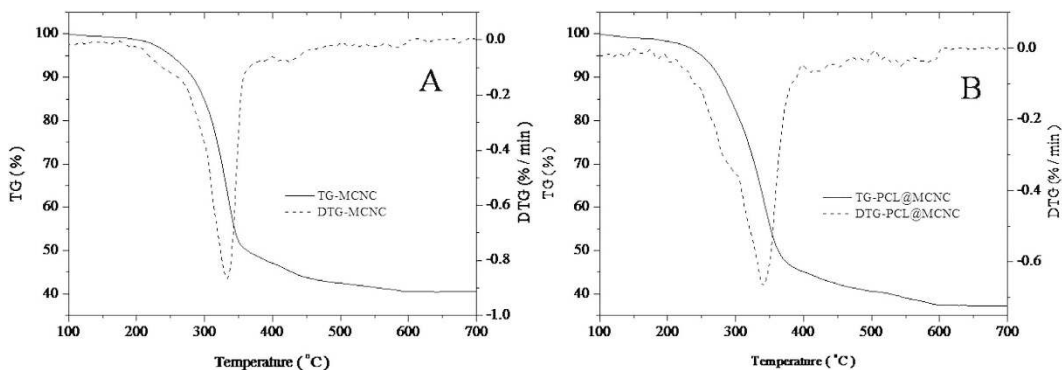 A
TG (%)
100
90
80
70
60
50
40
TG-MCNC
DTG-MCNC
0.0
-0.2
-0.4
-0.6
-0.8
-1.0
DTG (% / min)
100 200 300 400 500 600 700
Temperature (°C)
B
TG (%)
100
90
80
70
60
50
40
TG-PCL@MCNC
DTG-PCL@MCNC
0.0
-0.2
-0.4
-0.6
DTG (% / min)
100 200 300 400 500 600 700
Temperature (°C)